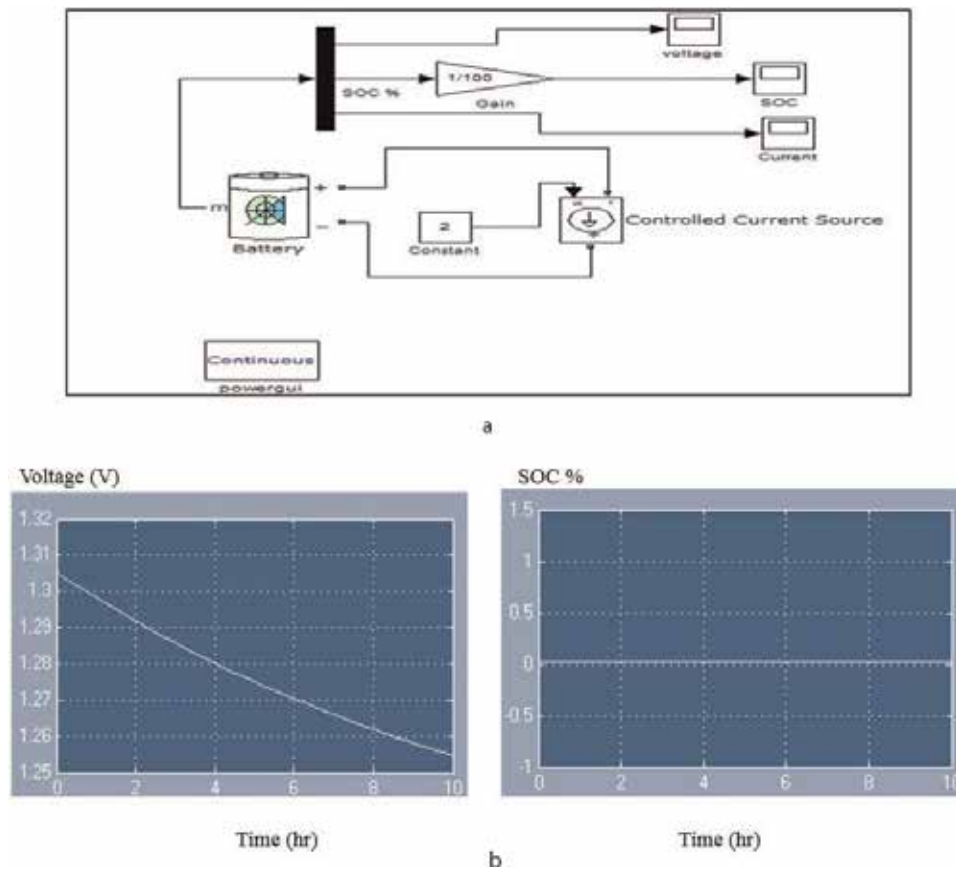 voltage
1/100
SOC %
Gain
SOC
Current
m
+
−
Battery
2
Constant
Controlled Current Source
Continuous
powergui
a
Voltage (V)
1.32
1.31
1.3
1.29
1.28
1.27
1.26
1.25
0 2 4 6 8 10
Time (hr)
SOC %
1.5
1
0.5
0
-0.5
-1
0 2 4 6 8 10
Time (hr)
b